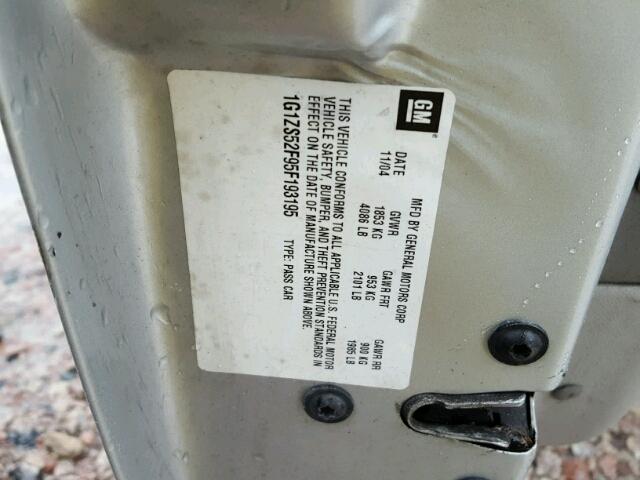 GM
MFD BY GENERAL MOTORS CORP
DATE GVWR GAWR FRT GAWR RR
11/04 1853 KG 953 KG 900 KG
4086 LB 2101 LB 1985 LB
THIS VEHICLE CONFORMS TO ALL APPLICABLE U.S. FEDERAL MOTOR
VEHICLE SAFETY, BUMPER, AND THEFT PREVENTION STANDARDS IN
EFFECT ON THE DATE OF MANUFACTURE SHOWN ABOVE.
1G1ZS52F95F193195 TYPE: PASS CAR